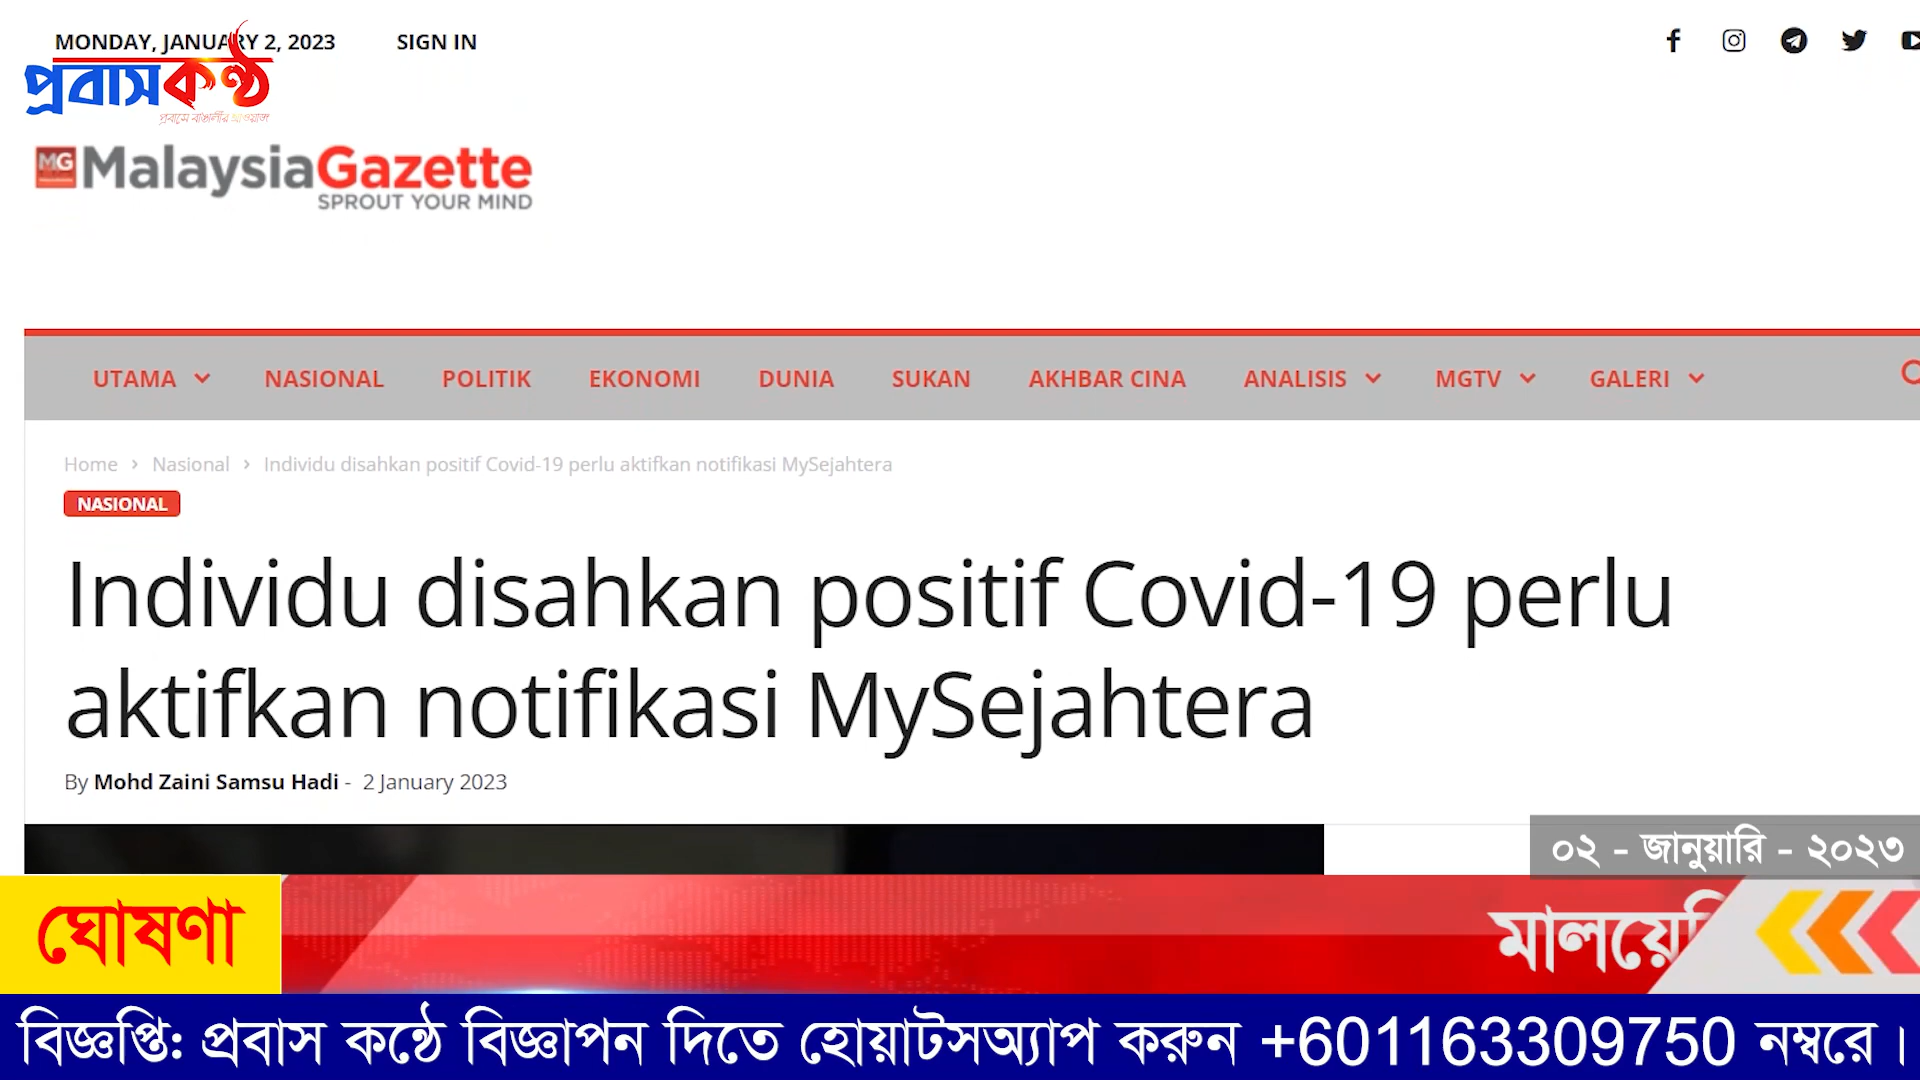 MONDAY, JANUARY 2, 2023 SIGN IN
প্রবাসকণ্ঠ
প্রবাসে বাঙালীর আওয়াজ
MG MalaysiaGazette
SPROUT YOUR MIND
UTAMA NASIONAL POLITIK EKONOMI DUNIA SUKAN AKHBAR CINA ANALISIS MGTV GALERI
Home › Nasional › Individu disahkan positif Covid-19 perlu aktifkan notifikasi MySejahtera
NASIONAL
Individu disahkan positif Covid-19 perlu
aktifkan notifikasi MySejahtera
By Mohd Zaini Samsu Hadi - 2 January 2023
০২ - জানুয়ারি - ২০২৩
ঘোষণা
বিজ্ঞপ্তি: প্রবাস কন্ঠে বিজ্ঞাপন দিতে হোয়াটসঅ্যাপ করুন +601163309750 নম্বরে।